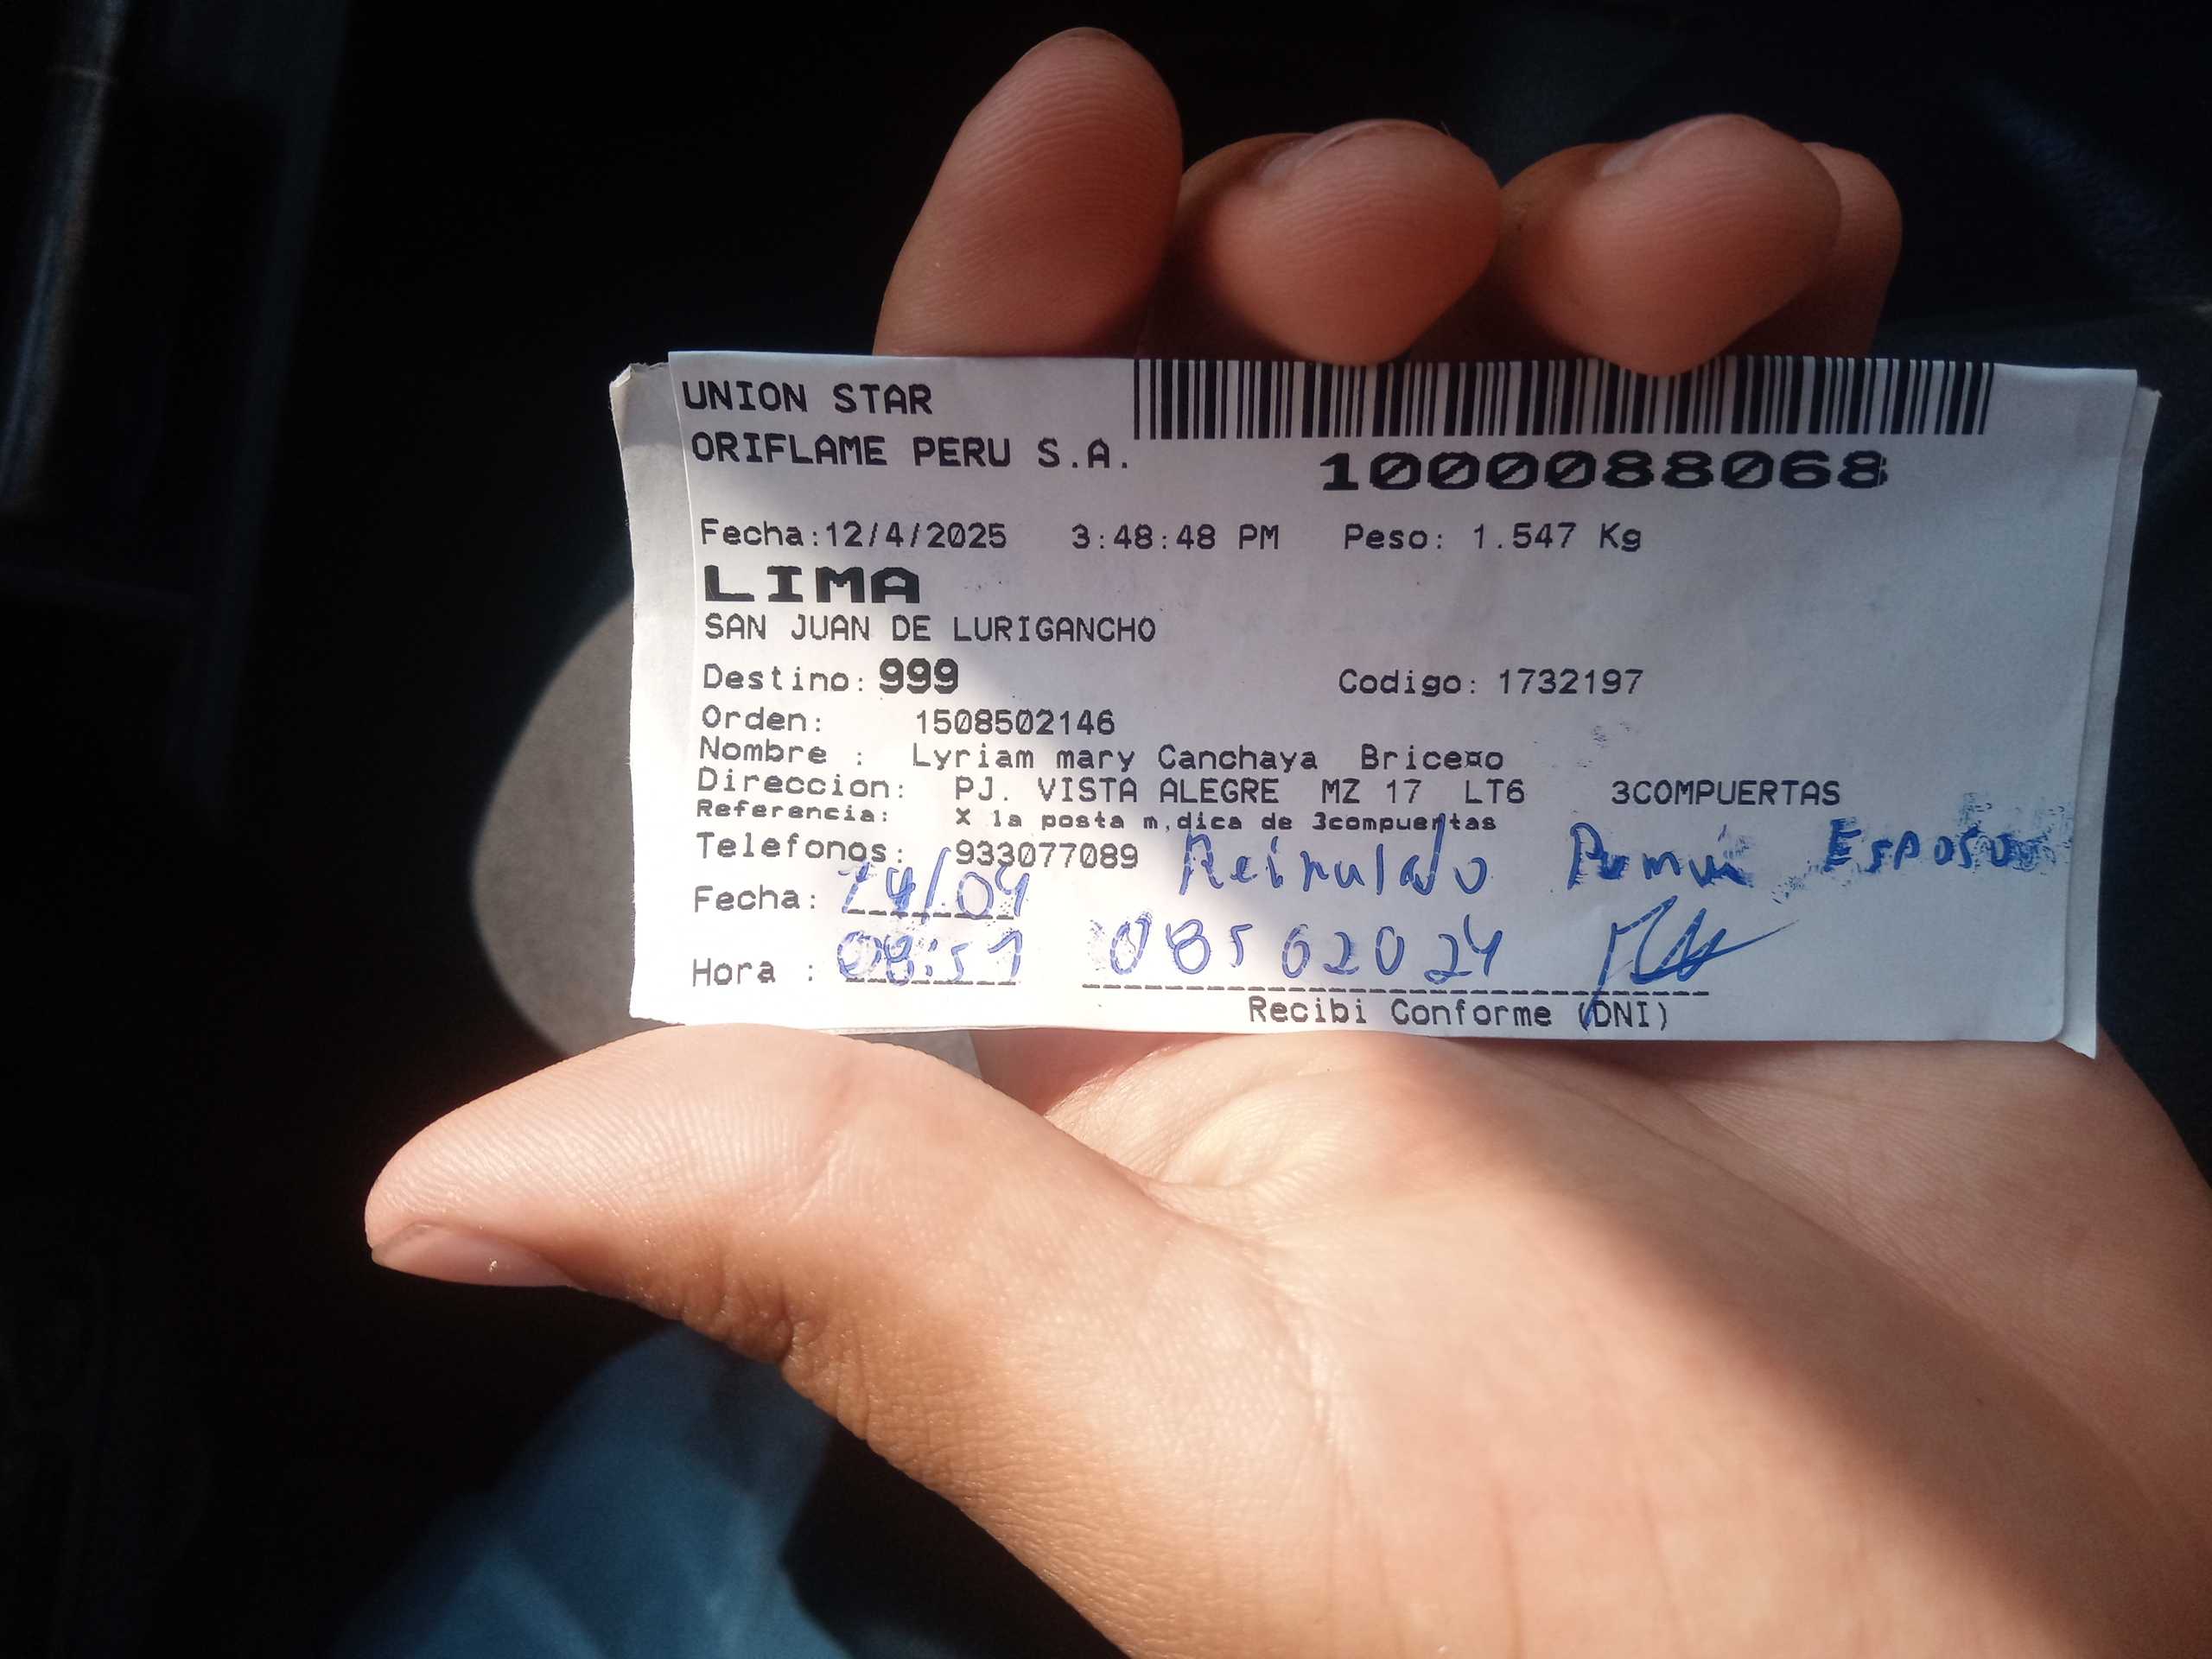 UNION STAR
ORIFLAME PERU S.A.
1000088068
Fecha:12/4/2025 3:48:48 PM Peso: 1.547 Kg
LIMA
SAN JUAN DE LURIGANCHO
Destino: 999 Codigo: 1732197
Orden: 1508502146
Nombre : Lyriam mary Canchaya Brice¤o
Direccion: PJ. VISTA ALEGRE MZ 17 LT6 3COMPUERTAS
Referencia: X la posta m,dica de 3compuertas
Telefonos: 933077089 Esposo
Fecha: 14/04
Hora : 08:51 08562024
Recibi Conforme (DNI)